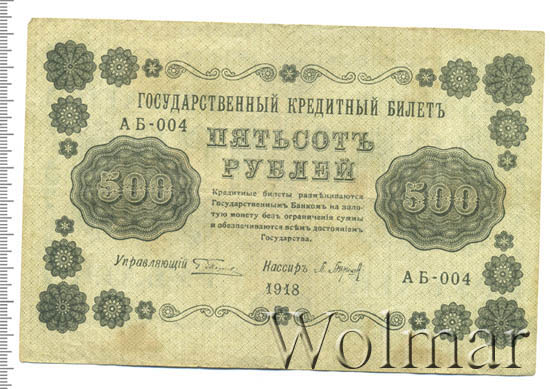 ГОСУДАРСТВЕННЫЙ КРЕДИТНЫЙ БИЛЕТЪ
АБ-004
ПЯТЬСОТЪ
РУБЛЕЙ
500
500
Кредитные билеты размѣниваются
Государственнымъ Банкомъ на золо-
тую монету безъ ограниченія суммы
и обезпечиваются всѣмъ достояніемъ
Государства.
Управляющій
Кассиръ
АБ-004
1918
Wolmar